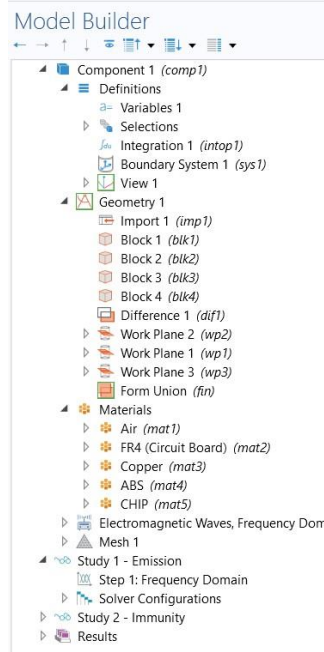 Model Builder
Component 1 (comp1)
Definitions
a= Variables 1
Selections
∫du Integration 1 (intop1)
Boundary System 1 (sys1)
View 1
Geometry 1
Import 1 (imp1)
Block 1 (blk1)
Block 2 (blk2)
Block 3 (blk3)
Block 4 (blk4)
Difference 1 (dif1)
Work Plane 2 (wp2)
Work Plane 1 (wp1)
Work Plane 3 (wp3)
Form Union (fin)
Materials
Air (mat1)
FR4 (Circuit Board) (mat2)
Copper (mat3)
ABS (mat4)
CHIP (mat5)
Electromagnetic Waves, Frequency Dom
Mesh 1
Study 1 - Emission
Step 1: Frequency Domain
Solver Configurations
Study 2 - Immunity
Results